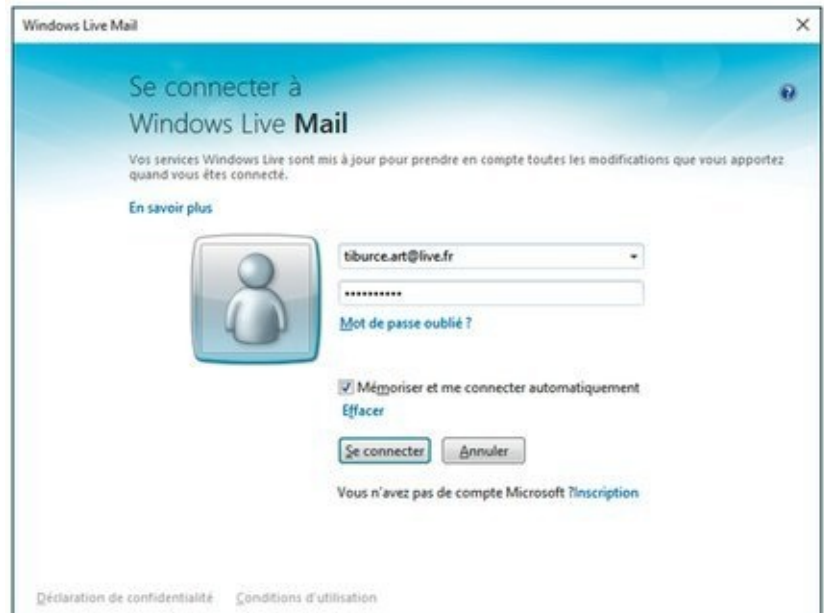 Windows Live Mail
Se connecter à
Windows Live Mail
Vos services Windows Live sont mis à jour pour prendre en compte toutes les modifications que vous apportez
quand vous êtes connecté.
En savoir plus
tiburce.art@live.fr
••••••••••
Mot de passe oublié ?
Mémoriser et me connecter automatiquement
Effacer
Se connecter Annuler
Vous n'avez pas de compte Microsoft ?Inscription
Déclaration de confidentialité Conditions d'utilisation